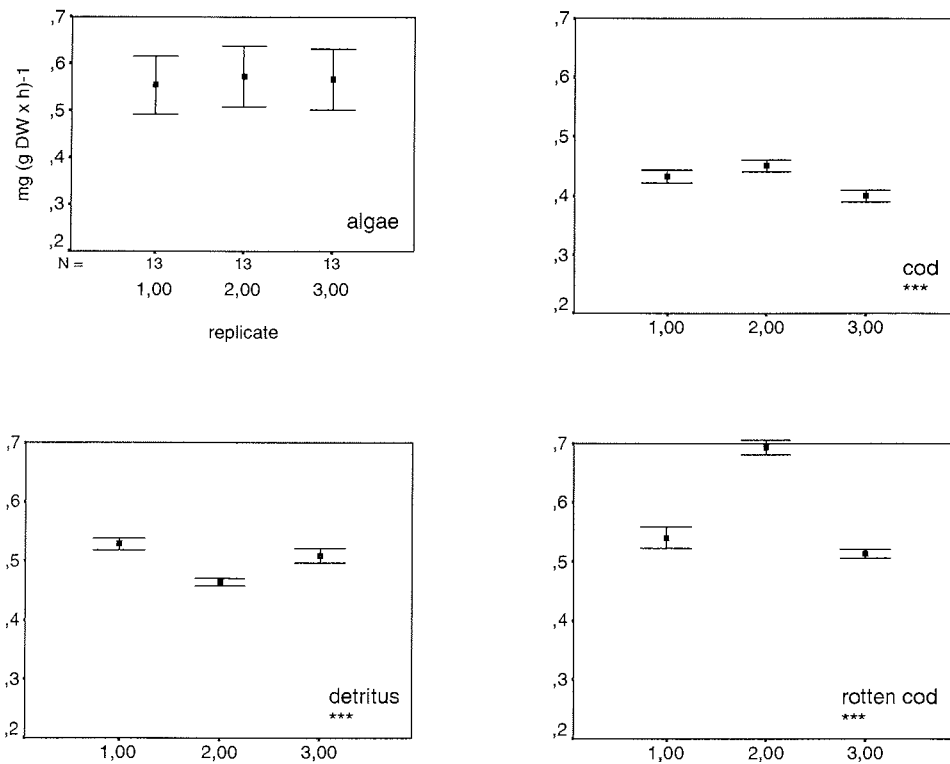 mg (g DW x h)-1
,7
,6
,5
,4
,3
,2
algae
N = 13 13 13
1,00 2,00 3,00
replicate
,7
,6
,5
,4
,3
,2
cod
***
1,00 2,00 3,00
,7
,6
,5
,4
,3
,2
detritus
***
1,00 2,00 3,00
,7
,6
,5
,4
,3
,2
rotten cod
***
1,00 2,00 3,00